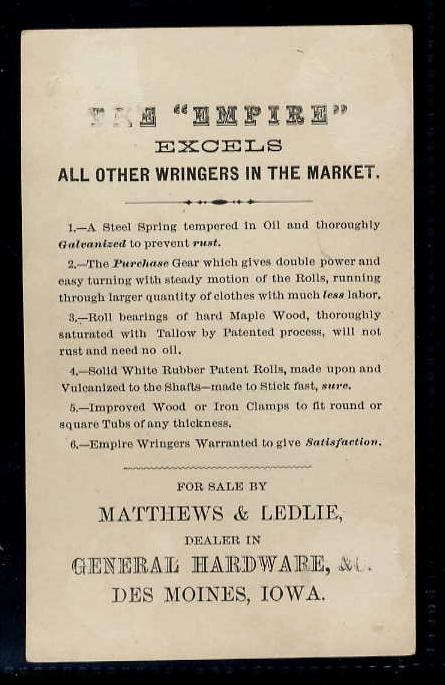 THE "EMPIRE"
EXCELS
ALL OTHER WRINGERS IN THE MARKET.
1.—A Steel Spring tempered in Oil and thoroughly
Galvanized to prevent rust.
2.—The Purchase Gear which gives double power and
easy turning with steady motion of the Rolls, running
through larger quantity of clothes with much less labor.
3.—Roll bearings of hard Maple Wood, thoroughly
saturated with Tallow by Patented process, will not
rust and need no oil.
4.—Solid White Rubber Patent Rolls, made upon and
Vulcanized to the Shafts—made to Stick fast, sure.
5.—Improved Wood or Iron Clamps to fit round or
square Tubs of any thickness.
6.—Empire Wringers Warranted to give Satisfaction.
FOR SALE BY
MATTHEWS & LEDLIE,
DEALER IN
GENERAL HARDWARE, &C.
DES MOINES, IOWA.